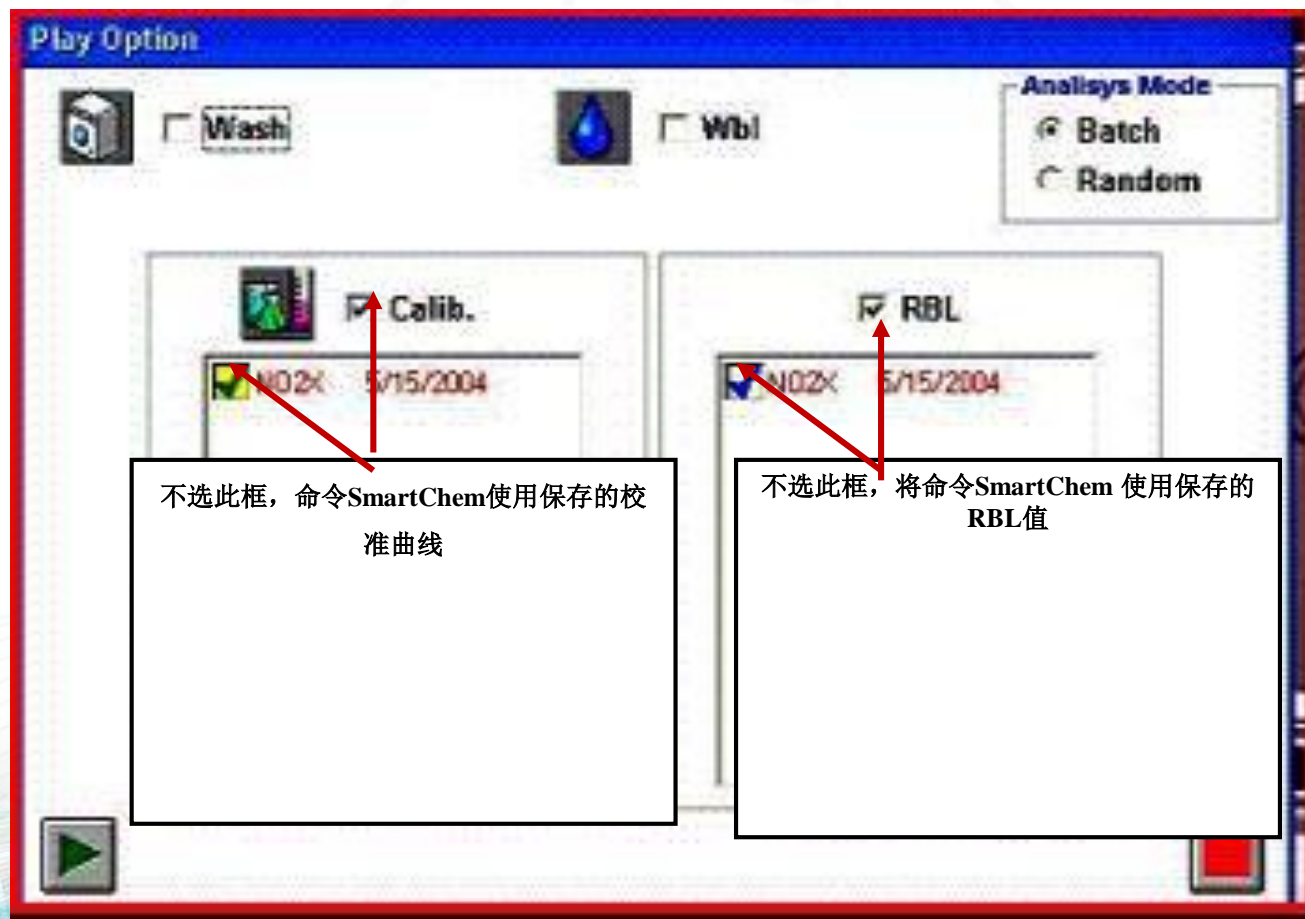 Play Option
Wash
Wbl
Analisys Mode
Batch
Random
Calib.
NO2X 5/15/2004
RBL
NO2X 5/15/2004
不选此框，命令SmartChem使用保存的校
准曲线
不选此框，将命令SmartChem 使用保存的
RBL值